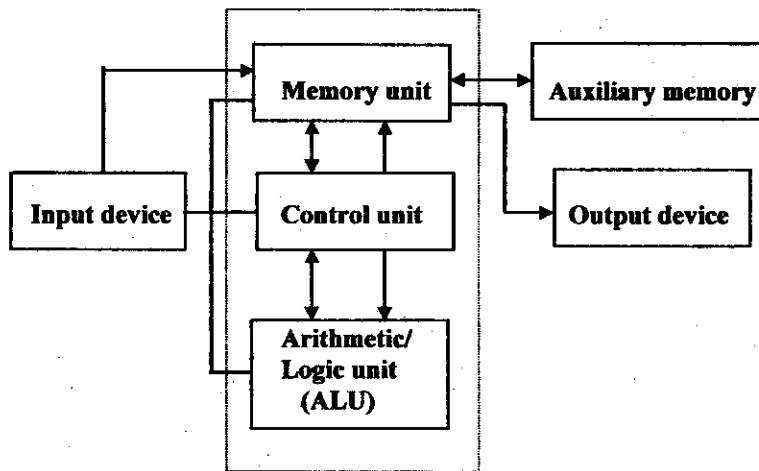 Memory unit
Auxiliary memory
Input device
Control unit
Output device
Arithmetic/
Logic unit
(ALU)